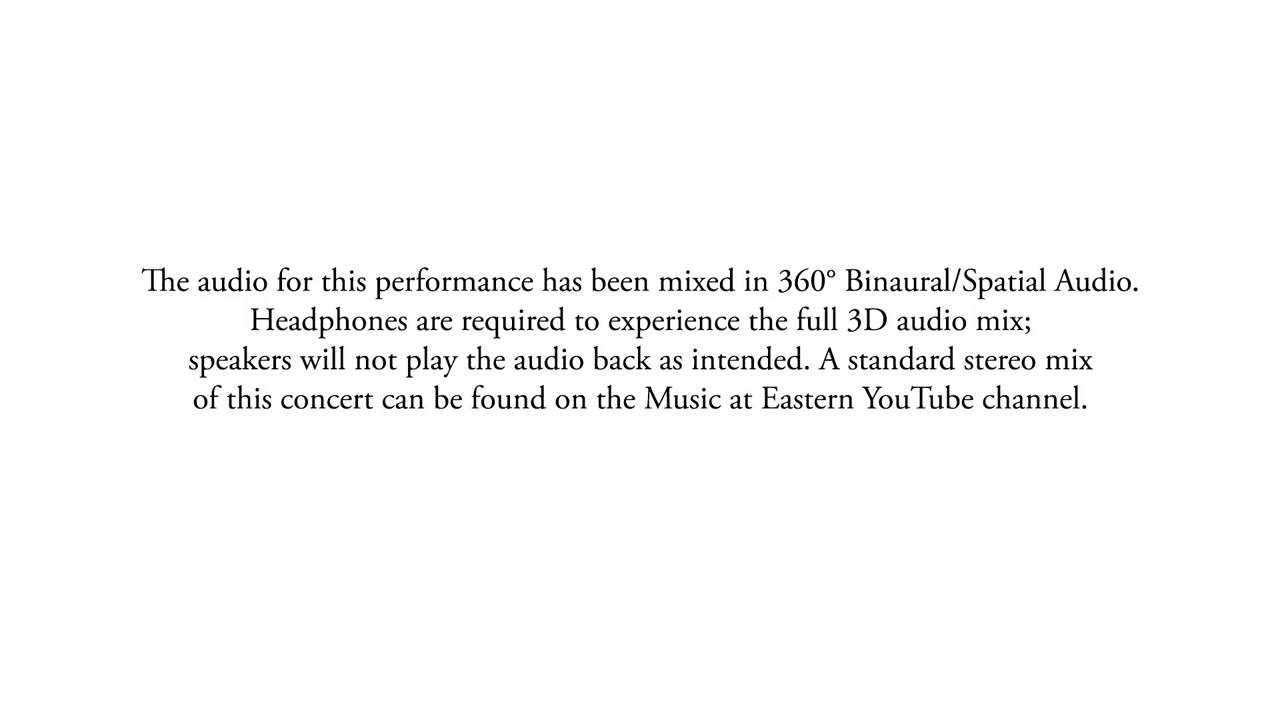 The audio for this performance has been mixed in 360° Binaural/Spatial Audio.
Headphones are required to experience the full 3D audio mix;
speakers will not play the audio back as intended. A standard stereo mix
of this concert can be found on the Music at Eastern YouTube channel.